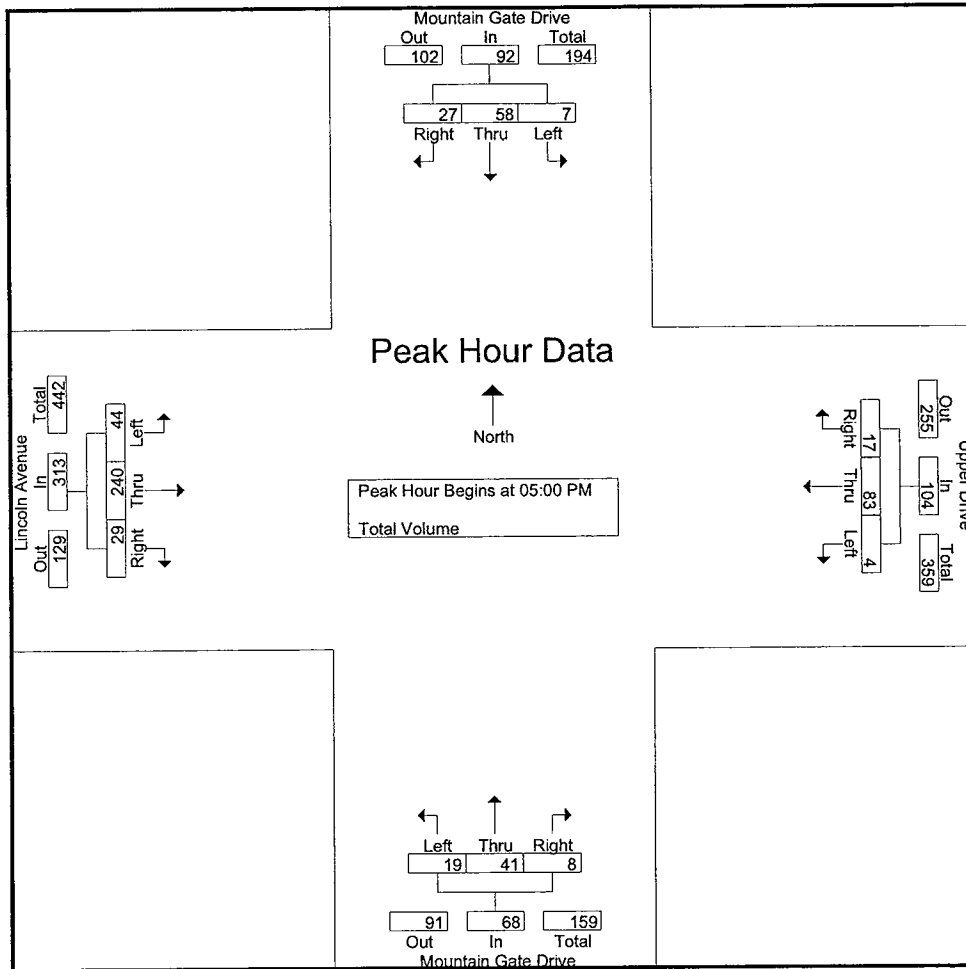 Mountain Gate Drive
Out In Total
102 92 194
27 58 7
Right Thru Left
Peak Hour Data
North
Peak Hour Begins at 05:00 PM
Total Volume
Lincoln Avenue
Out In Total
129 313 442
29 240 44
Right Thru Left
Upper Drive
Out In Total
255 104 359
17 83 4
Right Thru Left
Left Thru Right
19 41 8
91 68 159
Out In Total
Mountain Gate Drive